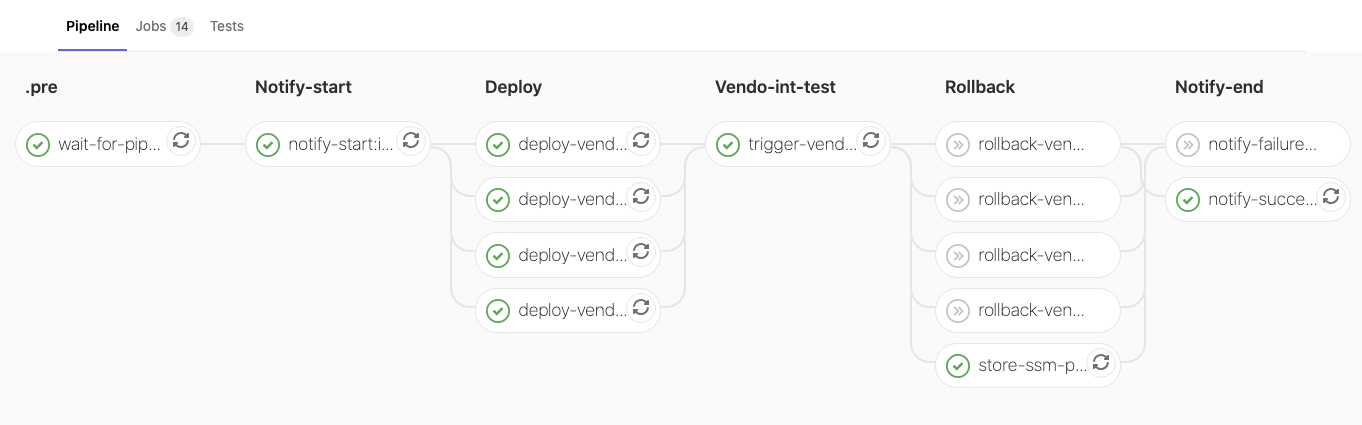 Pipeline Jobs 14 Tests
.pre Notify-start Deploy Vendo-int-test Rollback Notify-end
wait-for-pip... notify-start:i... deploy-vend... trigger-vend... rollback-ven... notify-failure...
deploy-vend... rollback-ven... notify-succe...
deploy-vend... rollback-ven...
deploy-vend... rollback-ven...
store-ssm-p...